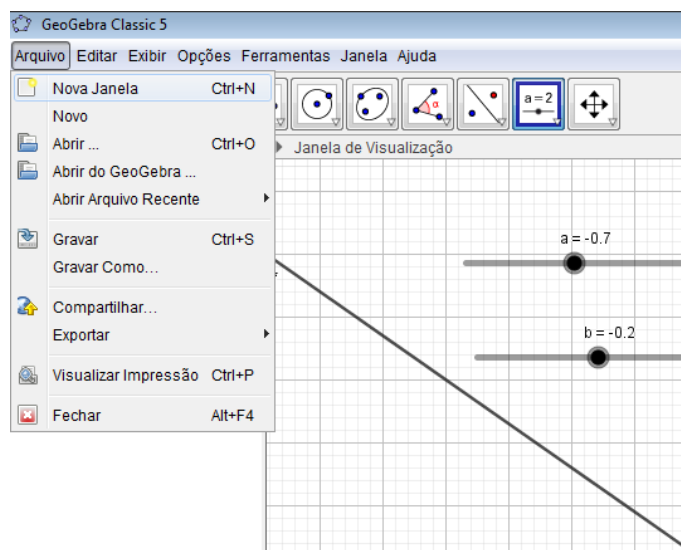 GeoGebra Classic 5
Arquivo Editar Exibir Opções Ferramentas Janela Ajuda
Nova Janela Ctrl+N
Novo
Abrir ... Ctrl+O
Abrir do GeoGebra ...
Abrir Arquivo Recente
Gravar Ctrl+S
Gravar Como...
Compartilhar...
Exportar
Visualizar Impressão Ctrl+P
Fechar Alt+F4
α
a=2
Janela de Visualização
a = -0.7
b = -0.2